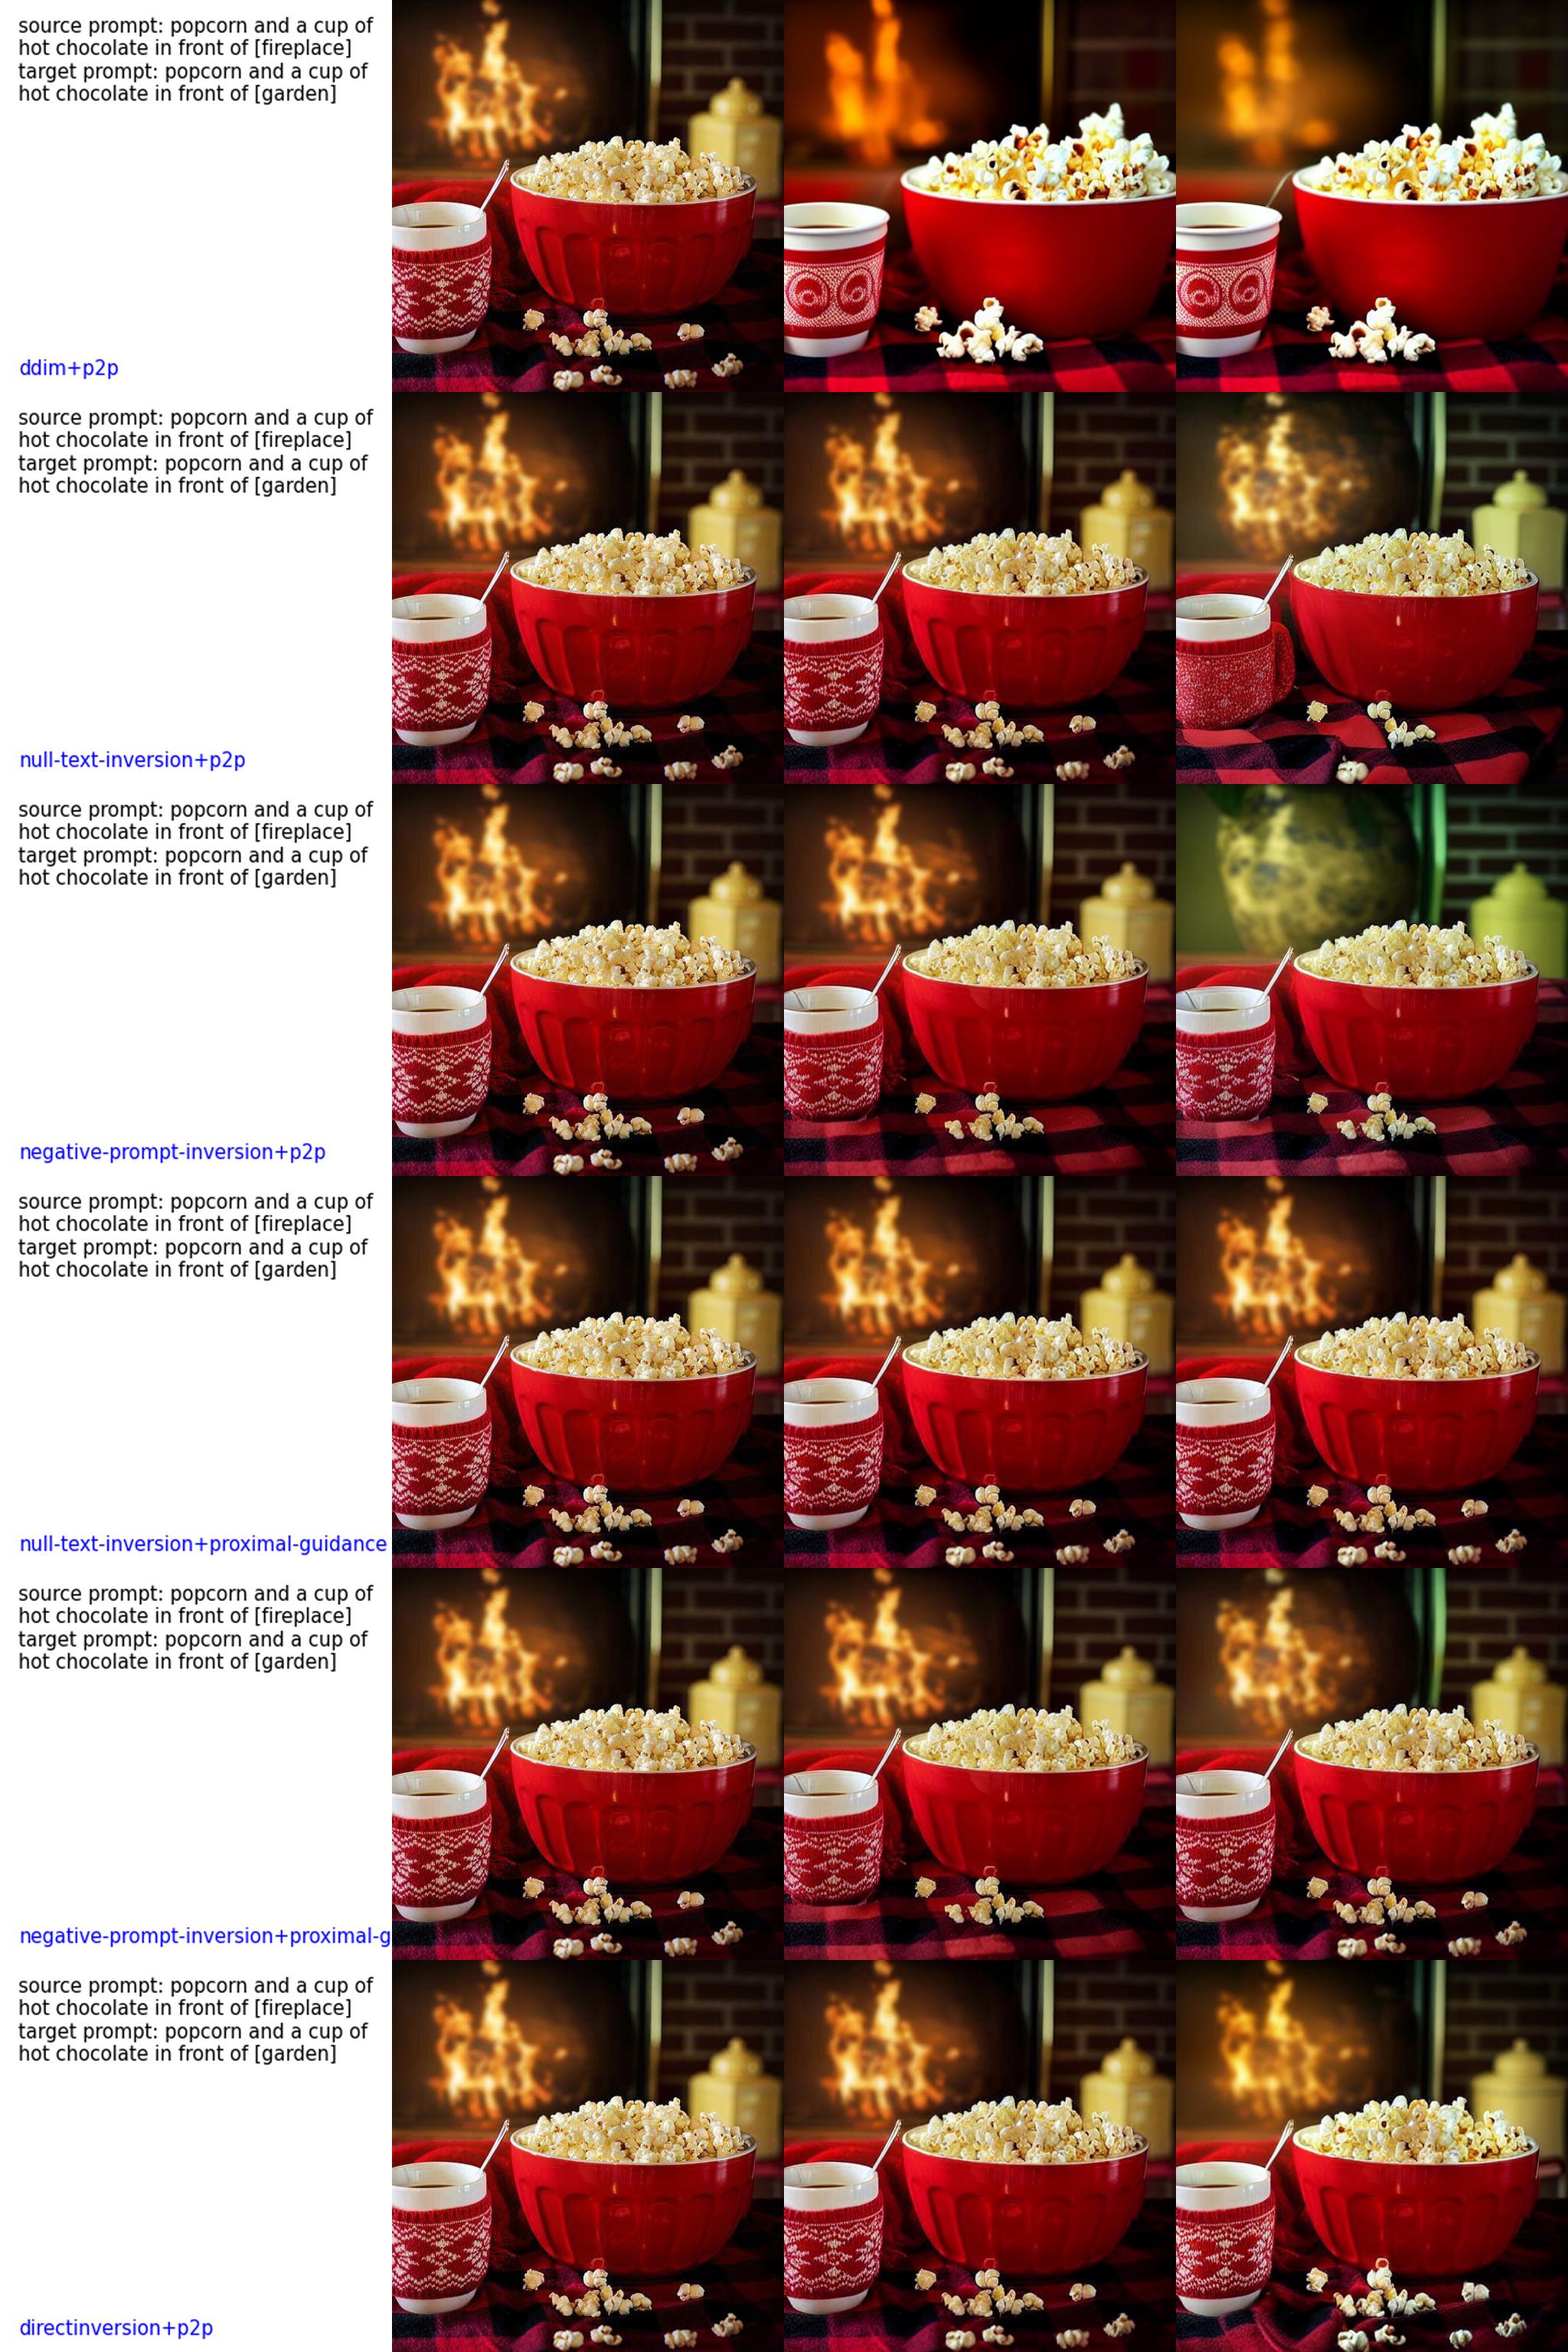 source prompt: popcorn and a cup of
hot chocolate in front of [fireplace]
target prompt: popcorn and a cup of
hot chocolate in front of [garden]
ddim+p2p
source prompt: popcorn and a cup of
hot chocolate in front of [fireplace]
target prompt: popcorn and a cup of
hot chocolate in front of [garden]
null-text-inversion+p2p
source prompt: popcorn and a cup of
hot chocolate in front of [fireplace]
target prompt: popcorn and a cup of
hot chocolate in front of [garden]
negative-prompt-inversion+p2p
source prompt: popcorn and a cup of
hot chocolate in front of [fireplace]
target prompt: popcorn and a cup of
hot chocolate in front of [garden]
null-text-inversion+proximal-guidance
source prompt: popcorn and a cup of
hot chocolate in front of [fireplace]
target prompt: popcorn and a cup of
hot chocolate in front of [garden]
negative-prompt-inversion+proximal-g
source prompt: popcorn and a cup of
hot chocolate in front of [fireplace]
target prompt: popcorn and a cup of
hot chocolate in front of [garden]
directinversion+p2p